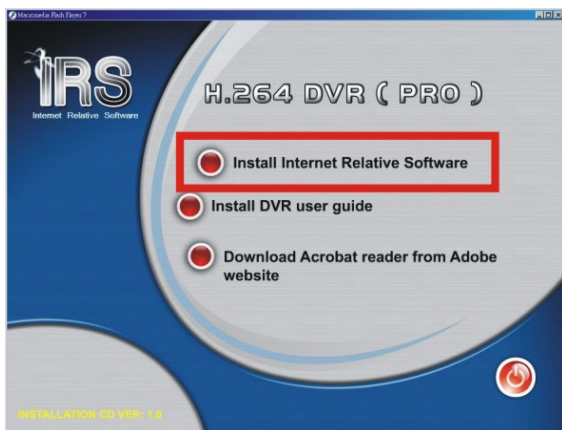 Macromedia Flash Player 7
IRS
Internet Relative Software
H.264 DVR ( PRO )
Install Internet Relative Software
Install DVR user guide
Download Acrobat reader from Adobe
website
INSTALLATION CD VER: 1.0